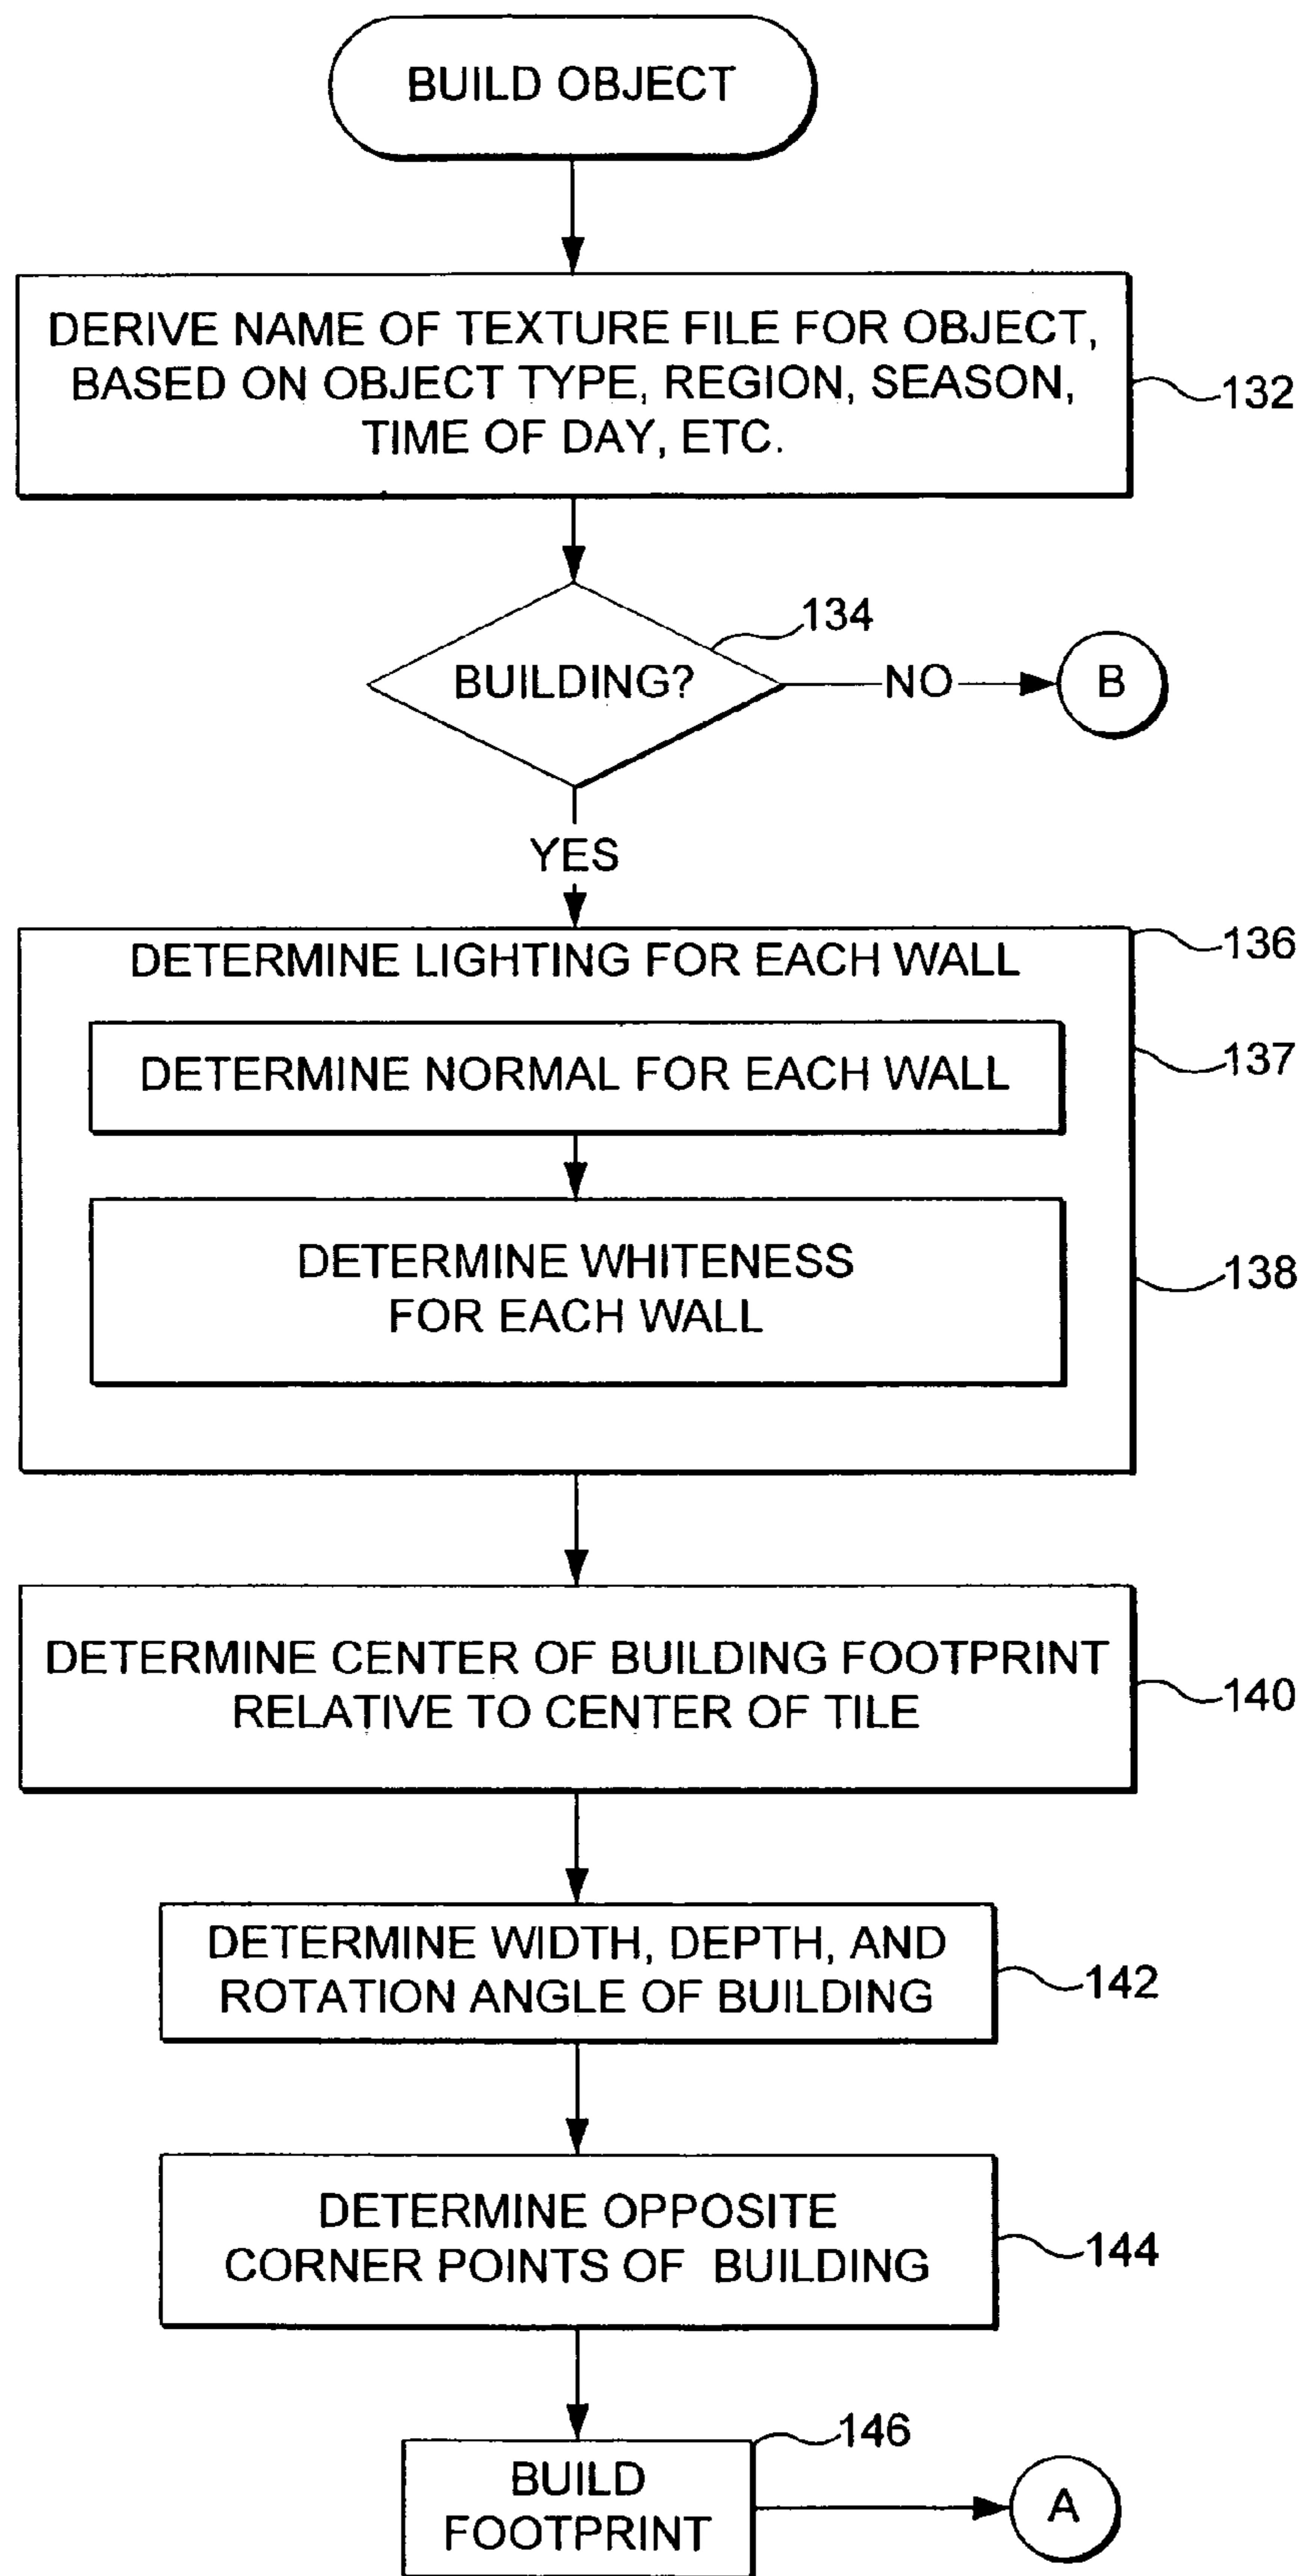 BUILD OBJECT
DERIVE NAME OF TEXTURE FILE FOR OBJECT,
BASED ON OBJECT TYPE, REGION, SEASON,
TIME OF DAY, ETC.
132
134
BUILDING?
NO
B
YES
136
DETERMINE LIGHTING FOR EACH WALL
137
DETERMINE NORMAL FOR EACH WALL
DETERMINE WHITENESS
FOR EACH WALL
138
DETERMINE CENTER OF BUILDING FOOTPRINT
RELATIVE TO CENTER OF TILE
140
DETERMINE WIDTH, DEPTH, AND
ROTATION ANGLE OF BUILDING
142
DETERMINE OPPOSITE
CORNER POINTS OF BUILDING
144
146
BUILD
FOOTPRINT
A